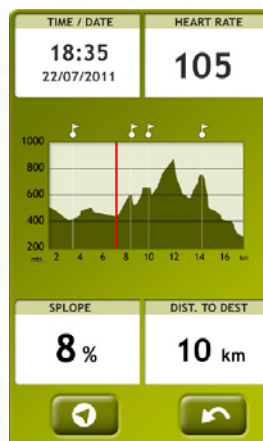 TIME / DATE
18:35
22/07/2011
HEART RATE
105
1000
800
600
400
200
mts. 2 4 6 8 10 12 14 16 km
SPLOPE
8 %
DIST. TO DEST
10 km